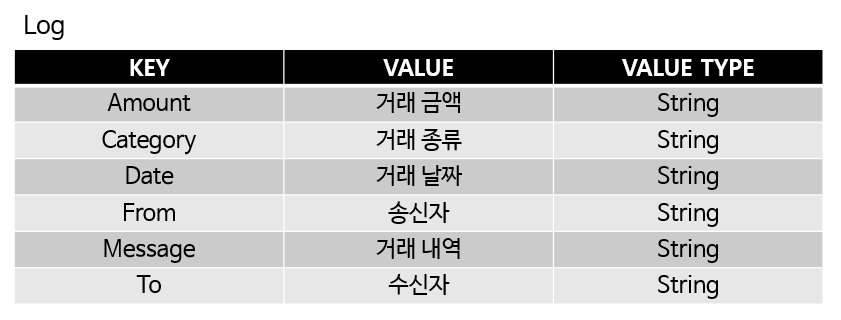 Log
KEY VALUE VALUE TYPE
Amount 거래 금액 String
Category 거래 종류 String
Date 거래 날짜 String
From 송신자 String
Message 거래 내역 String
To 수신자 String